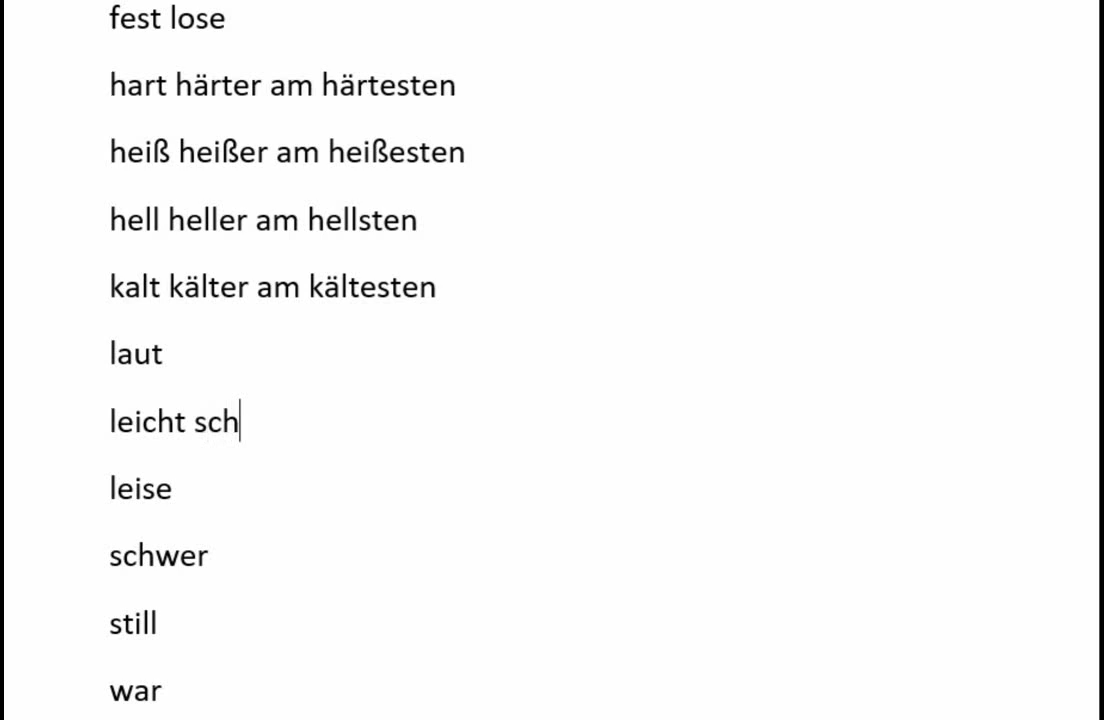 fest lose
hart härter am härtesten
heiß heißer am heißesten
hell heller am hellsten
kalt kälter am kältesten
laut
leicht sch
leise
schwer
still
war